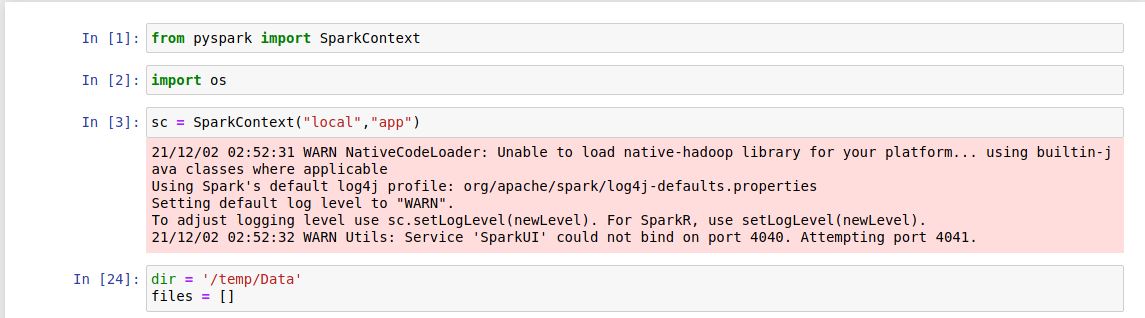 In [1]: from pyspark import SparkContext
In [2]: import os
In [3]: sc = SparkContext("local","app")
21/12/02 02:52:31 WARN NativeCodeLoader: Unable to load native-hadoop library for your platform... using builtin-j
ava classes where applicable
Using Spark's default log4j profile: org/apache/spark/log4j-defaults.properties
Setting default log level to "WARN".
To adjust logging level use sc.setLogLevel(newLevel). For SparkR, use setLogLevel(newLevel).
21/12/02 02:52:32 WARN Utils: Service 'SparkUI' could not bind on port 4040. Attempting port 4041.
In [24]: dir = '/temp/Data'
files = []